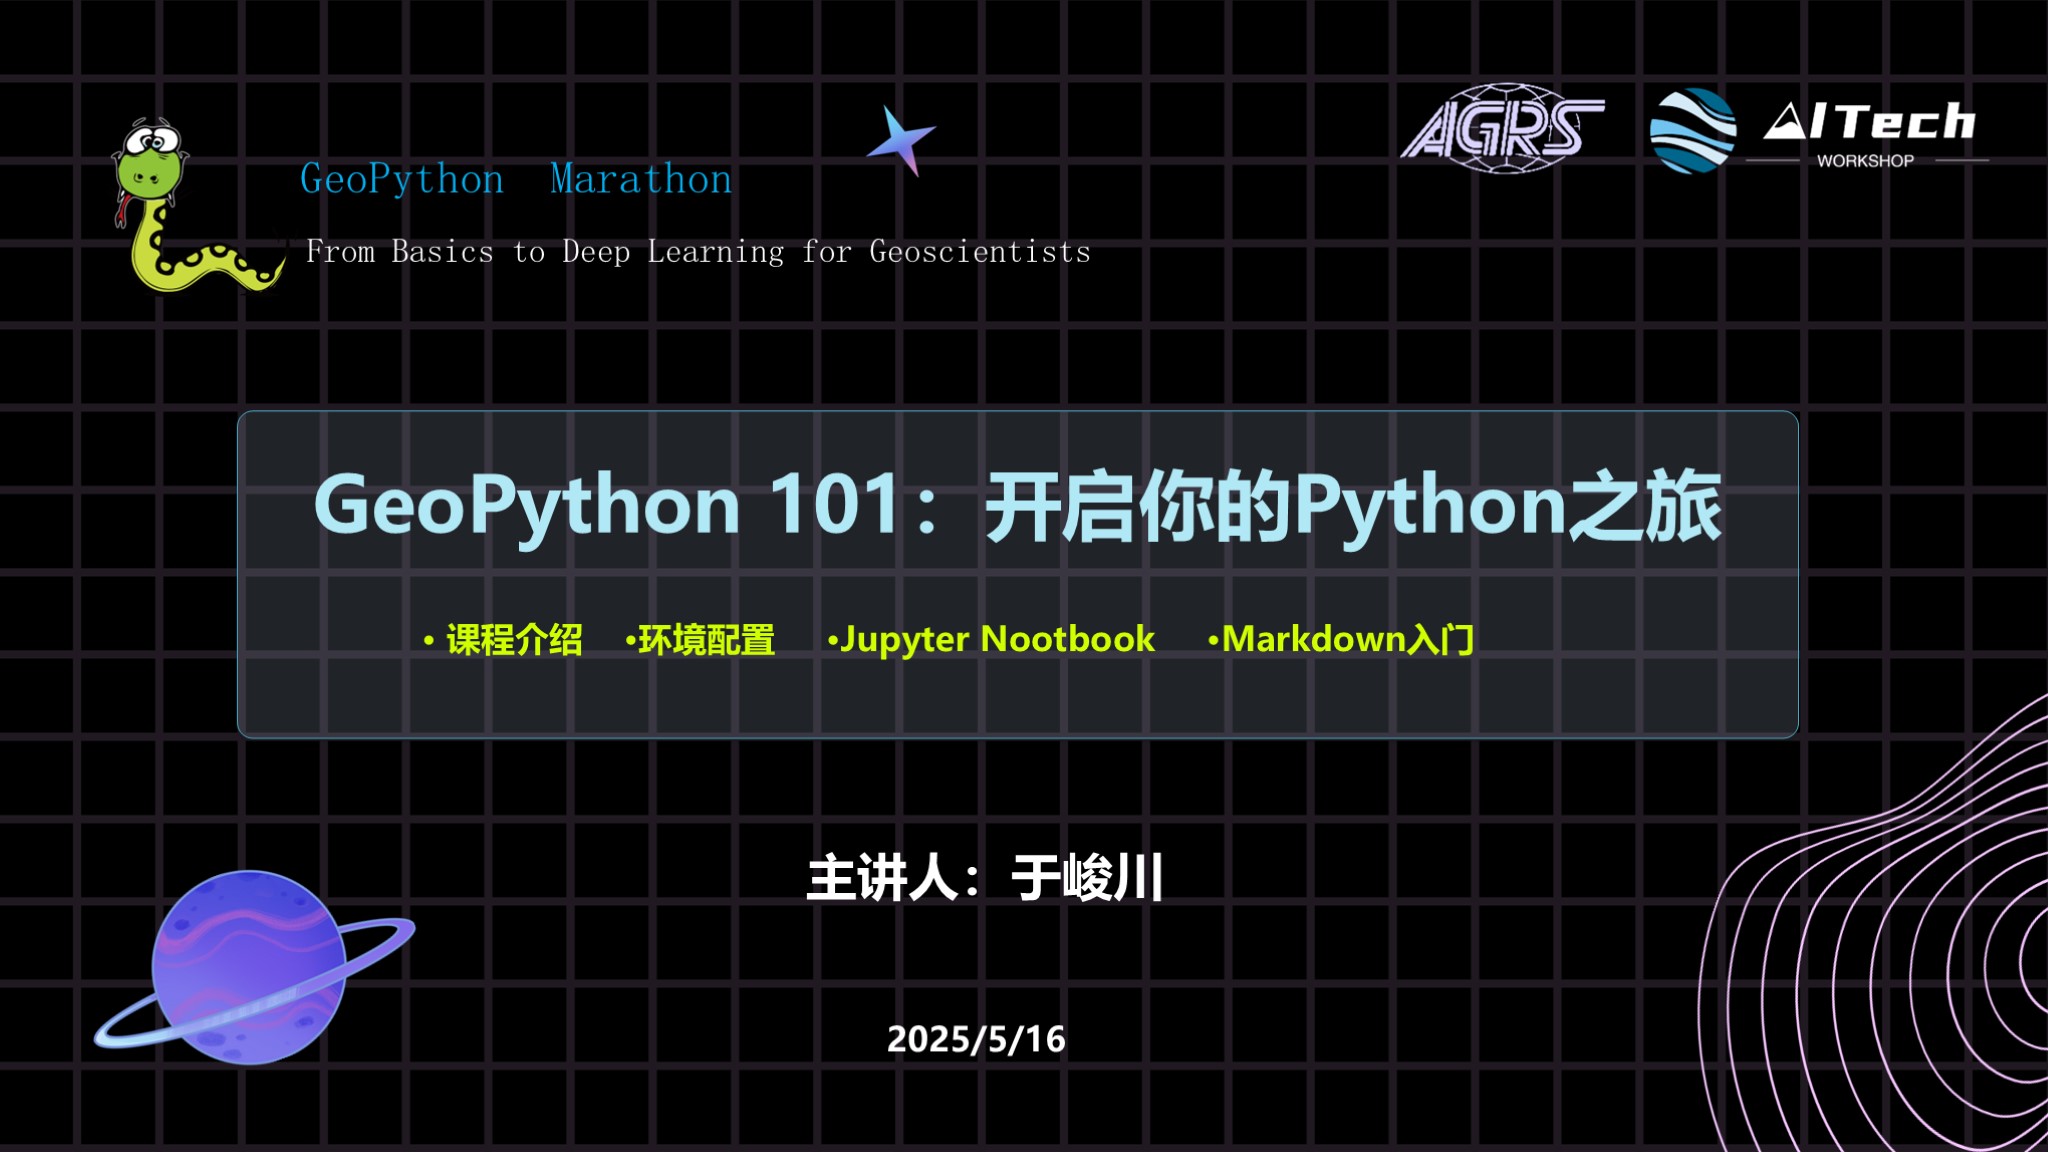 AGRS
AITech
WORKSHOP
GeoPython Marathon
From Basics to Deep Learning for Geoscientists
GeoPython 101：开启你的Python之旅
• 课程介绍 •环境配置 •Jupyter Nootbook •Markdown入门
主讲人：于峻川
2025/5/16